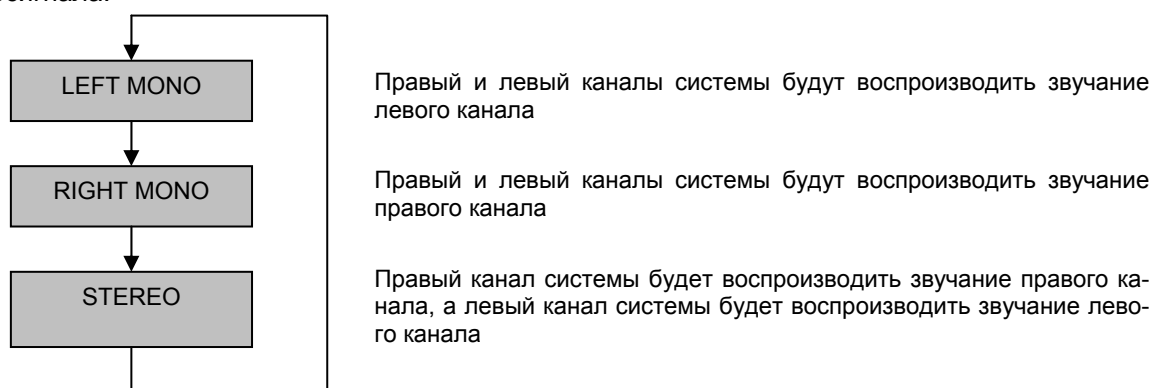 LEFT MONO
Правый и левый каналы системы будут воспроизводить звучание
левого канала
RIGHT MONO
Правый и левый каналы системы будут воспроизводить звучание
правого канала
STEREO
Правый канал системы будет воспроизводить звучание правого ка-
нала, а левый канал системы будет воспроизводить звучание лево-
го канала